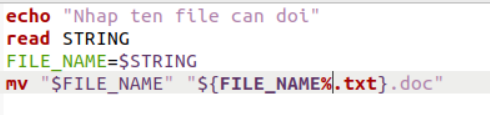 echo "Nhap ten file can doi"
read STRING
FILE_NAME=$STRING
mv "$FILE_NAME" "${FILE_NAME%.txt}.doc"